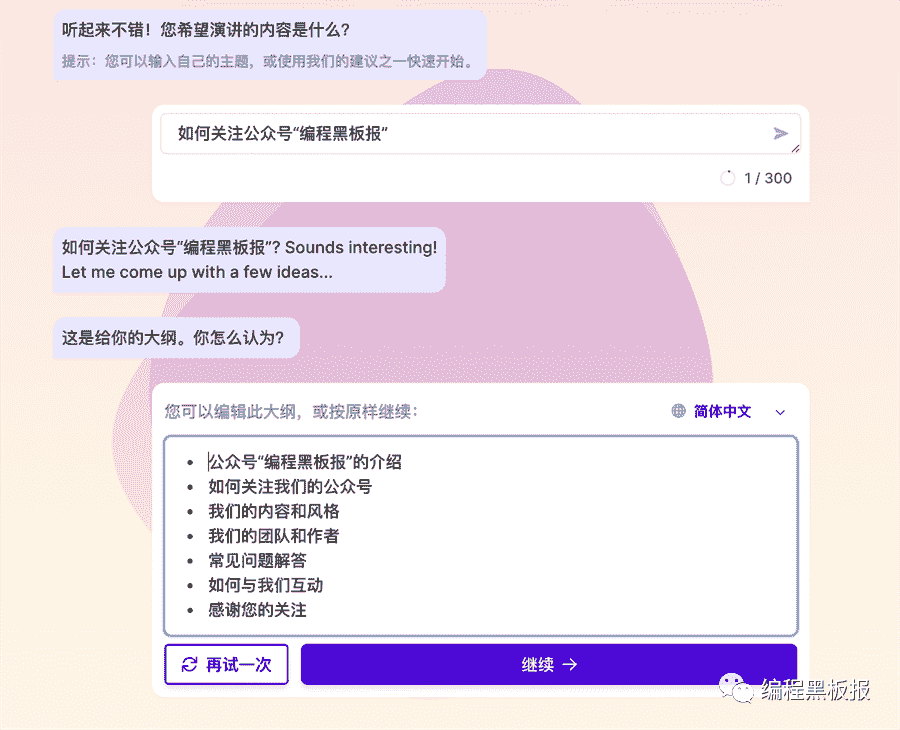 听起来不错！您希望演讲的内容是什么？
提示：您可以输入自己的主题，或使用我们的建议之一快速开始。
如何关注公众号“编程黑板报”
1 / 300
如何关注公众号“编程黑板报”? Sounds interesting!
Let me come up with a few ideas...
这是给你的大纲。你怎么认为？
您可以编辑此大纲，或按原样继续：
简体中文
• 公众号“编程黑板报”的介绍
• 如何关注我们的公众号
• 我们的内容和风格
• 我们的团队和作者
• 常见问题解答
• 如何与我们互动
• 感谢您的关注
再试一次
继续 →
编程黑板报